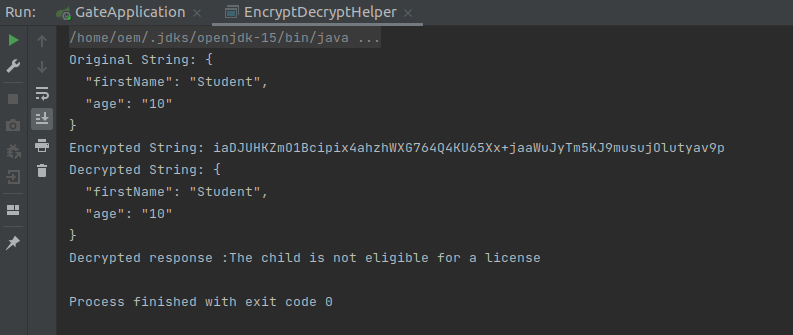 Run: GateApplication × EncryptDecryptHelper ×
/home/oem/.jdks/openjdk-15/bin/java ...
Original String: {
  "firstName": "Student",
  "age": "10"
}
Encrypted String: iaDJUHKZmO1Bcipix4ahzhWXG764Q4KU65Xx+jaaWuJyTm5KJ9musujOlutyav9p
Decrypted String: {
  "firstName": "Student",
  "age": "10"
}
Decrypted response :The child is not eligible for a license
Process finished with exit code 0